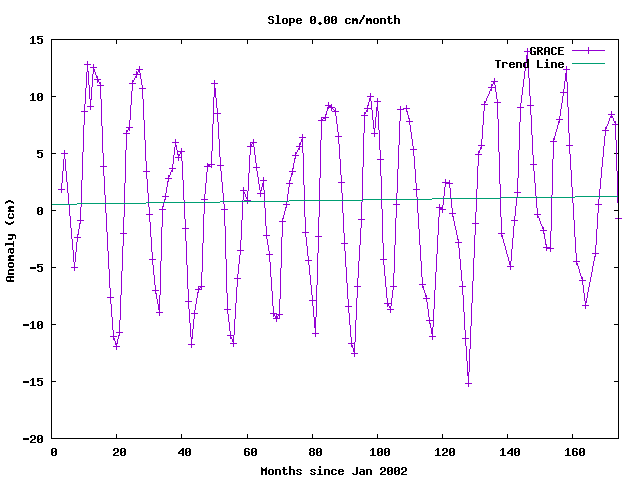 Slope 0.00 cm/month
GRACE
Trend Line
15
10
5
0
-5
-10
-15
-20
Anomaly (cm)
0 20 40 60 80 100 120 140 160
Months since Jan 2002